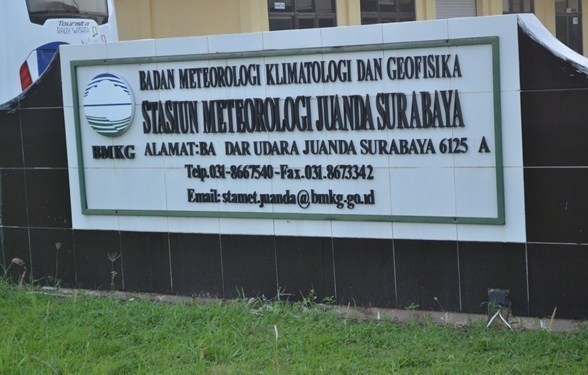 Tourista
BADAN METEOROLOGI KLIMATOLOGI DAN GEOFISIKA
STASIUN METEOROLOGI JUANDA SURABAYA
BMKG
ALAMAT:BA DAR UDARA JUANDA SURABAYA 6125 A
Telp.031-8667540-Fax.031.8673342
Email: stamet.juanda@bmkg.go.id